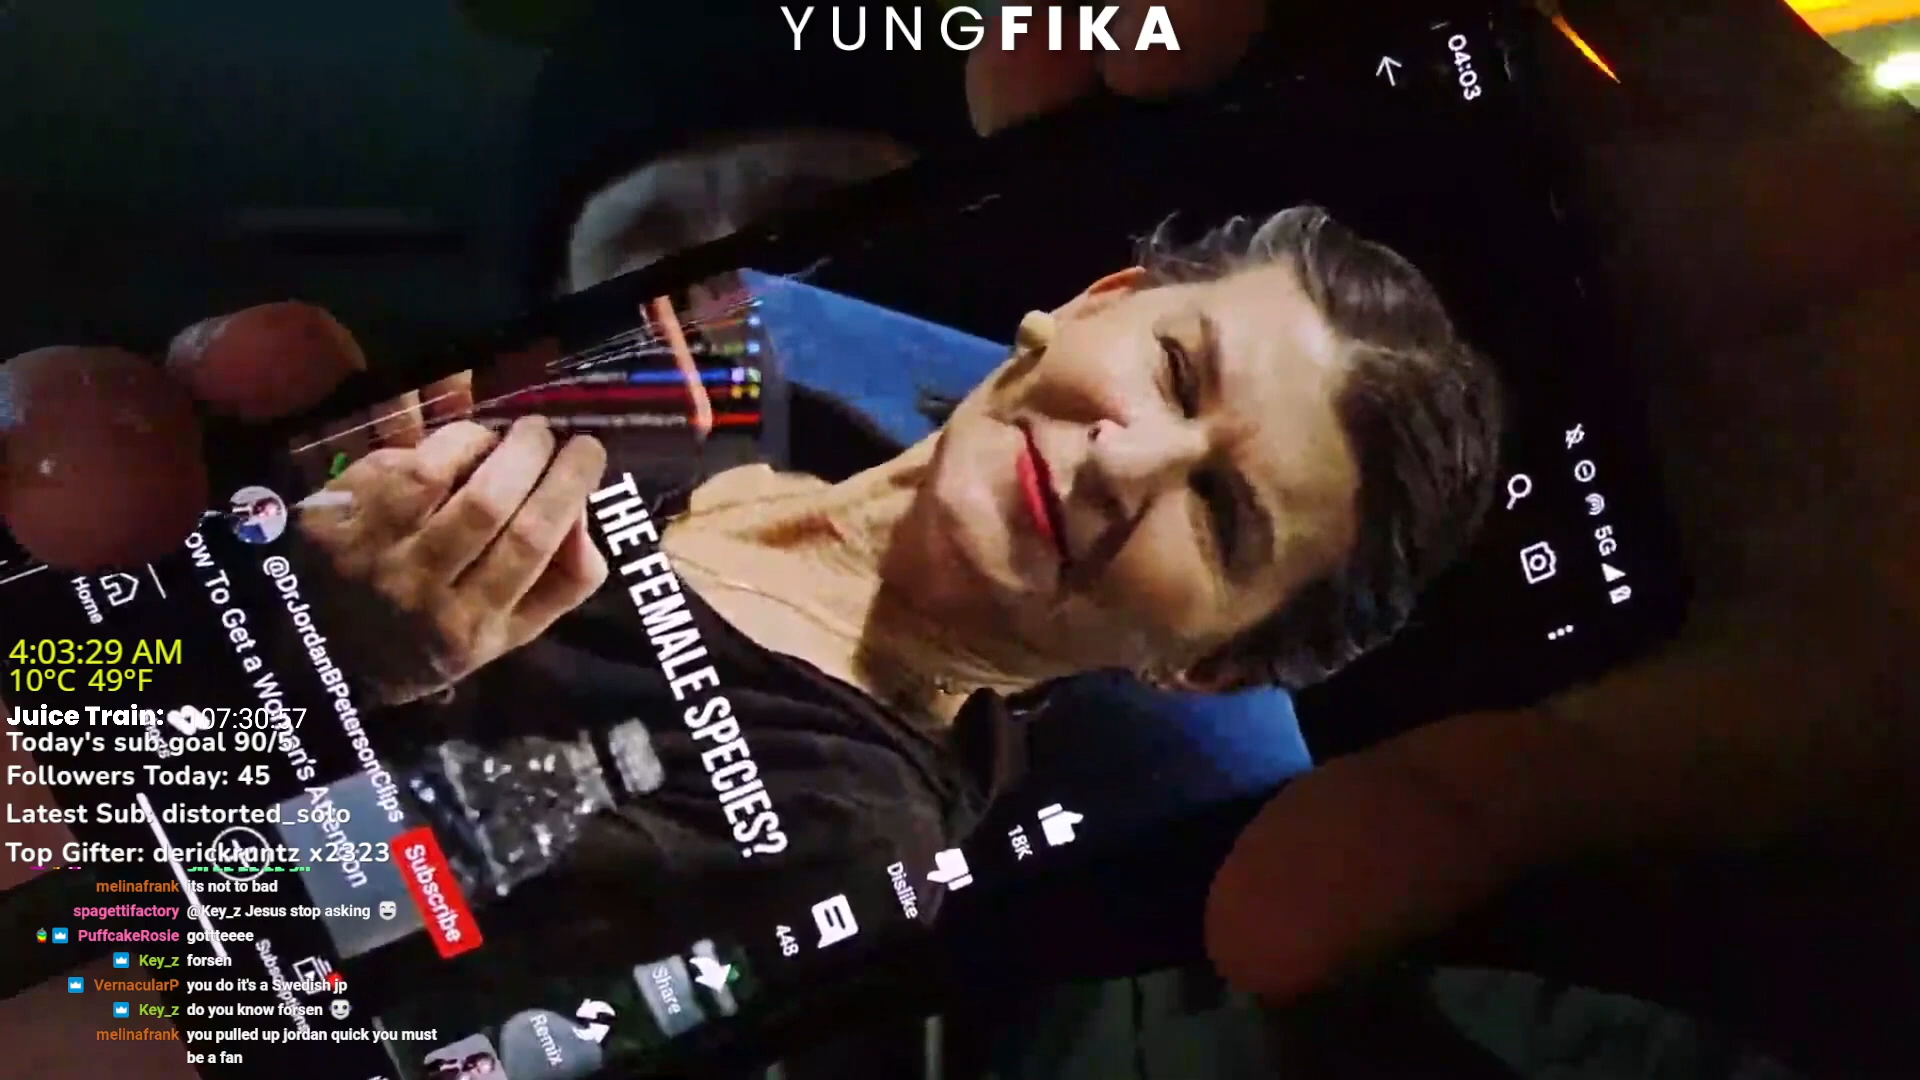 YUNGFIKA
04:03
5G
THE FEMALE SPECIES?
@DrJordanBPetersonClips
Subscribe
ow To Get a Woman's Attention
18K
Dislike
448
Share
Remix
Home
Subscriptions
4:03:29 AM
10°C 49°F
Juice Train: 07:30:57
Today's sub goal 90/5
Followers Today: 45
Latest Sub: distorted_solo
Top Gifter: derickruntz x2323
melinafrank its not to bad
spagettifactory @Key_z Jesus stop asking
PuffcakeRosie gottteeee
Key_z forsen
VernacularP you do it's a Swedish jp
Key_z do you know forsen
melinafrank you pulled up jordan quick you must
be a fan